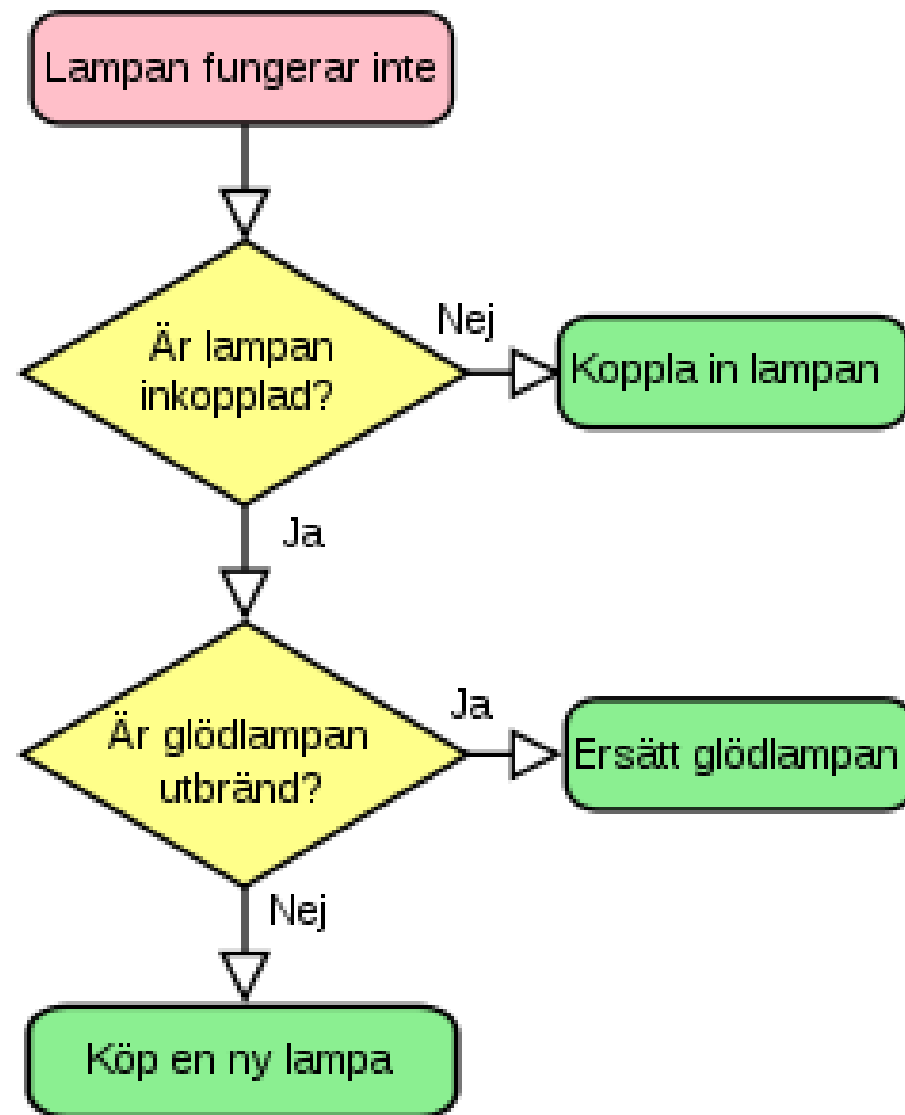 Lampan fungerar inte
Är lampan
inkopplad?
Nej
Koppla in lampan
Ja
Är glödlampan
utbränd?
Ja
Ersätt glödlampan
Nej
Köp en ny lampa